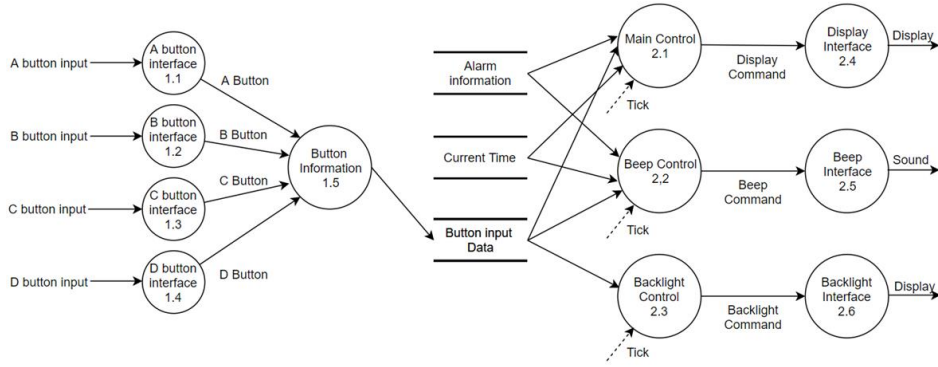 A button input
A button
interface
1.1
A Button
B button input
B button
interface
1.2
B Button
C button input
C button
interface
1.3
C Button
D button input
D button
interface
1.4
D Button
Button
Information
1.5
Alarm
information
Current Time
Button input
Data
Main Control
2.1
Tick
Display
Command
Display
Interface
2.4
Display
Beep Control
2,2
Tick
Beep
Command
Beep
Interface
2.5
Sound
Backlight
Control
2.3
Tick
Backlight
Command
Backlight
Interface
2.6
Display